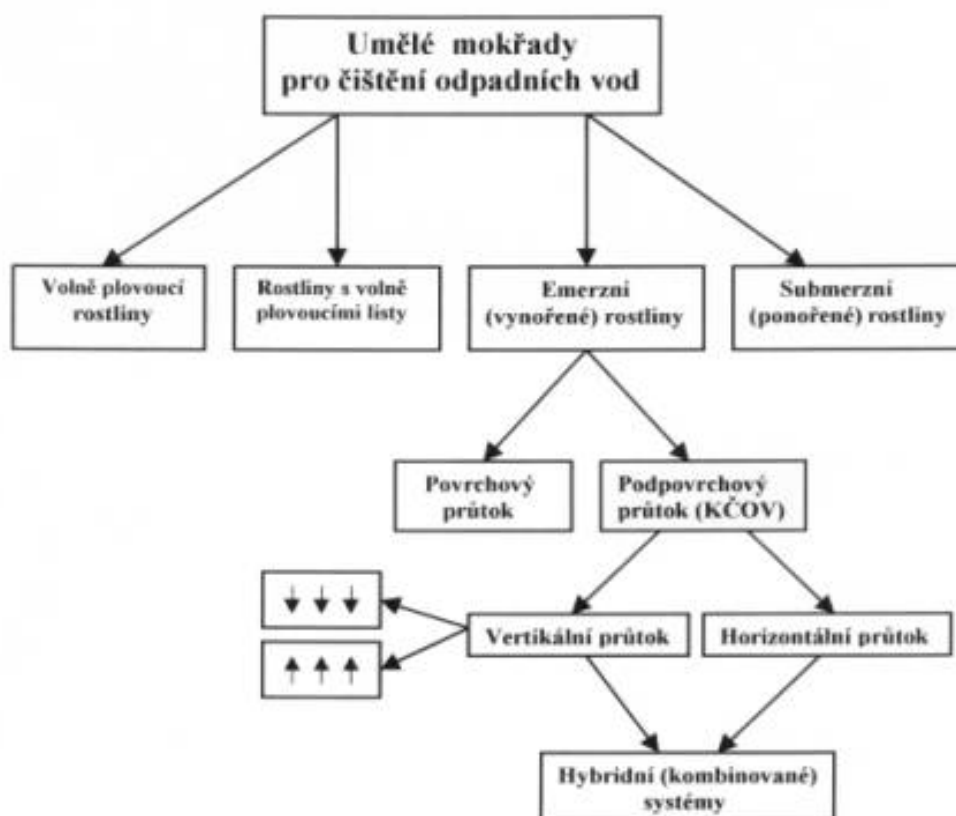 Umělé mokřady
pro čištění odpadních vod
Volně plovoucí
rostliny
Rostliny s volně
plovoucími listy
Emerzní
(vynořené) rostliny
Submerzní
(ponořené) rostliny
Povrchový
průtok
Podpovrchový
průtok (KČOV)
Vertikální průtok
Horizontální průtok
Hybridní (kombinované)
systémy